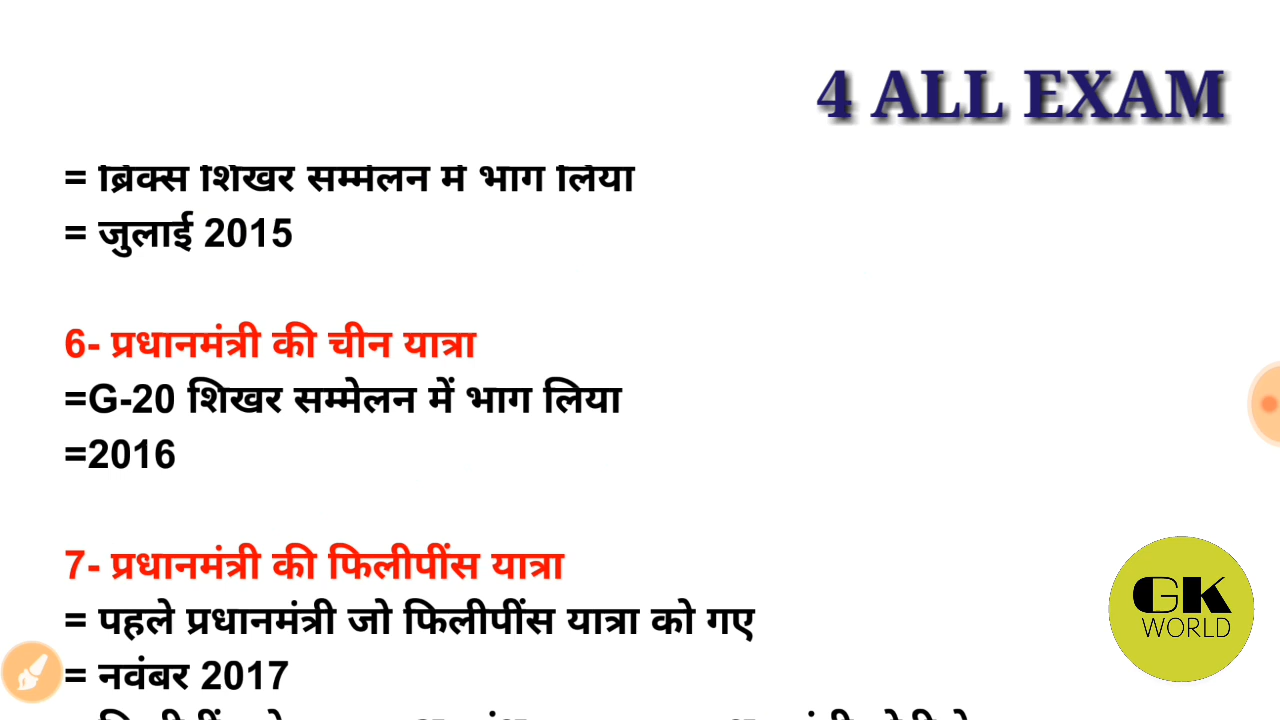 4 ALL EXAM
= ब्रिक्स शिखर सम्मेलन में भाग लिया
= जुलाई 2015
6- प्रधानमंत्री की चीन यात्रा
=G-20 शिखर सम्मेलन में भाग लिया
=2016
7- प्रधानमंत्री की फिलीपींस यात्रा
= पहले प्रधानमंत्री जो फिलीपींस यात्रा को गए
= नवंबर 2017
GK
WORLD